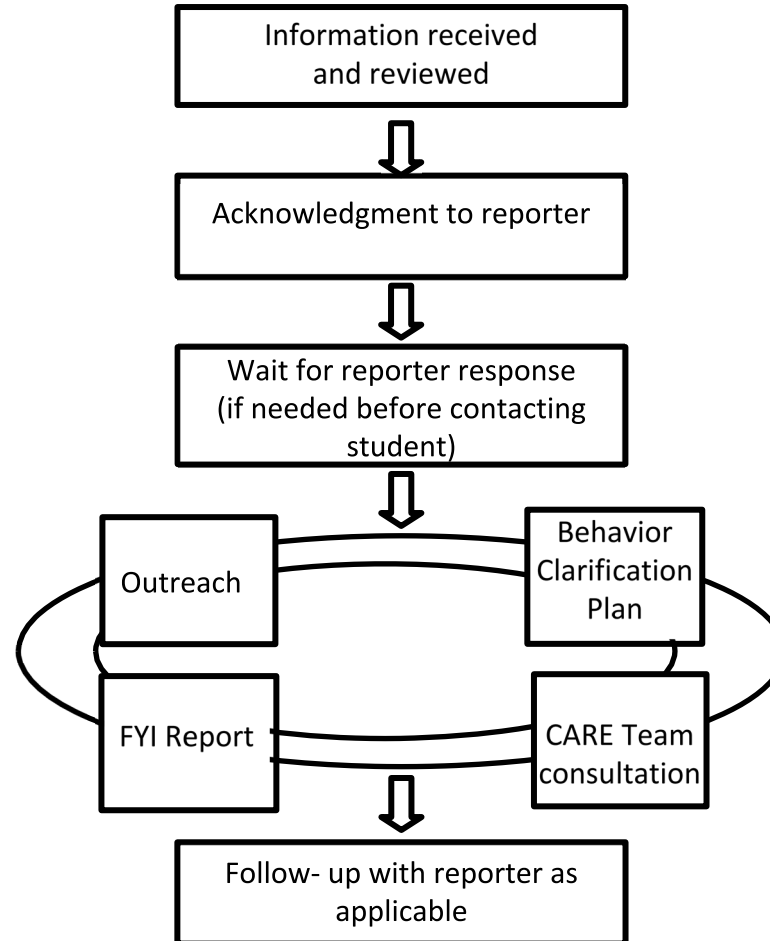 Information received
and reviewed
Acknowledgment to reporter
Wait for reporter response
(if needed before contacting
student)
Outreach
Behavior
Clarification
Plan
FYI Report
CARE Team
consultation
Follow- up with reporter as
applicable